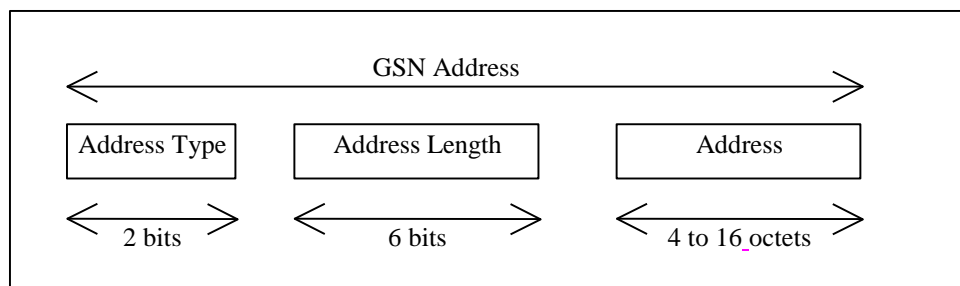 GSN Address
Address Type Address Length Address
2 bits 6 bits 4 to 16 octets